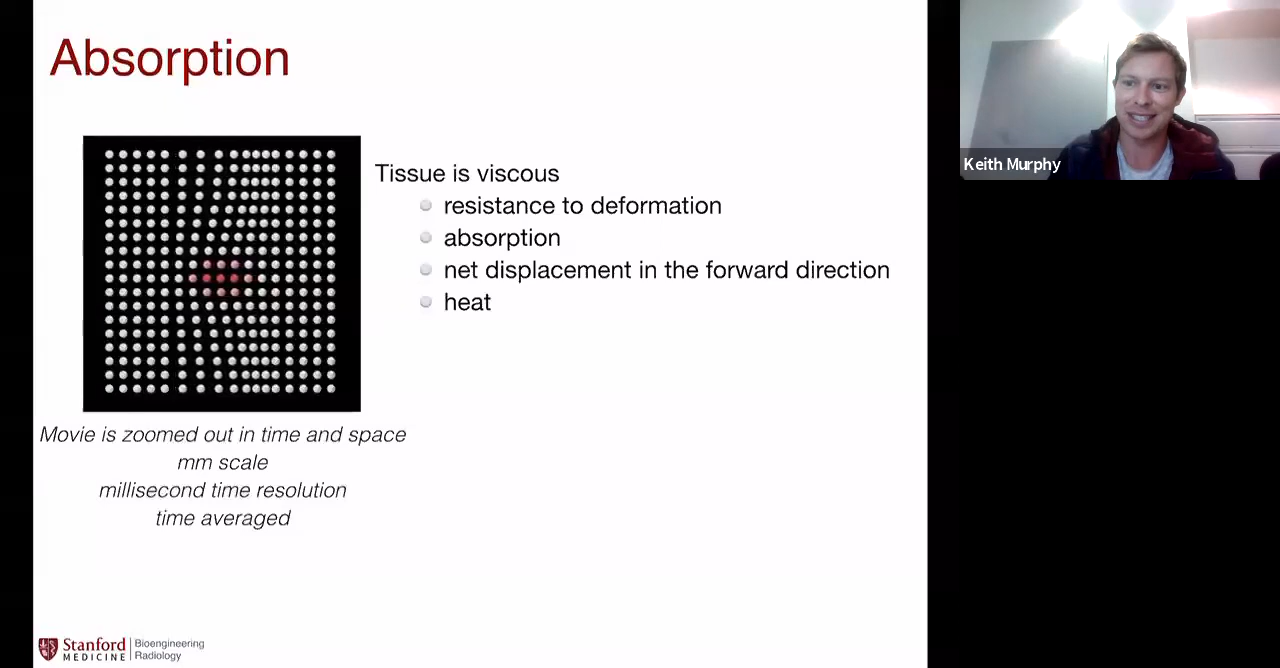 Absorption
Tissue is viscous
resistance to deformation
absorption
net displacement in the forward direction
heat
Movie is zoomed out in time and space
mm scale
millisecond time resolution
time averaged
Stanford
MEDICINE
Bioengineering
Radiology
Keith Murphy